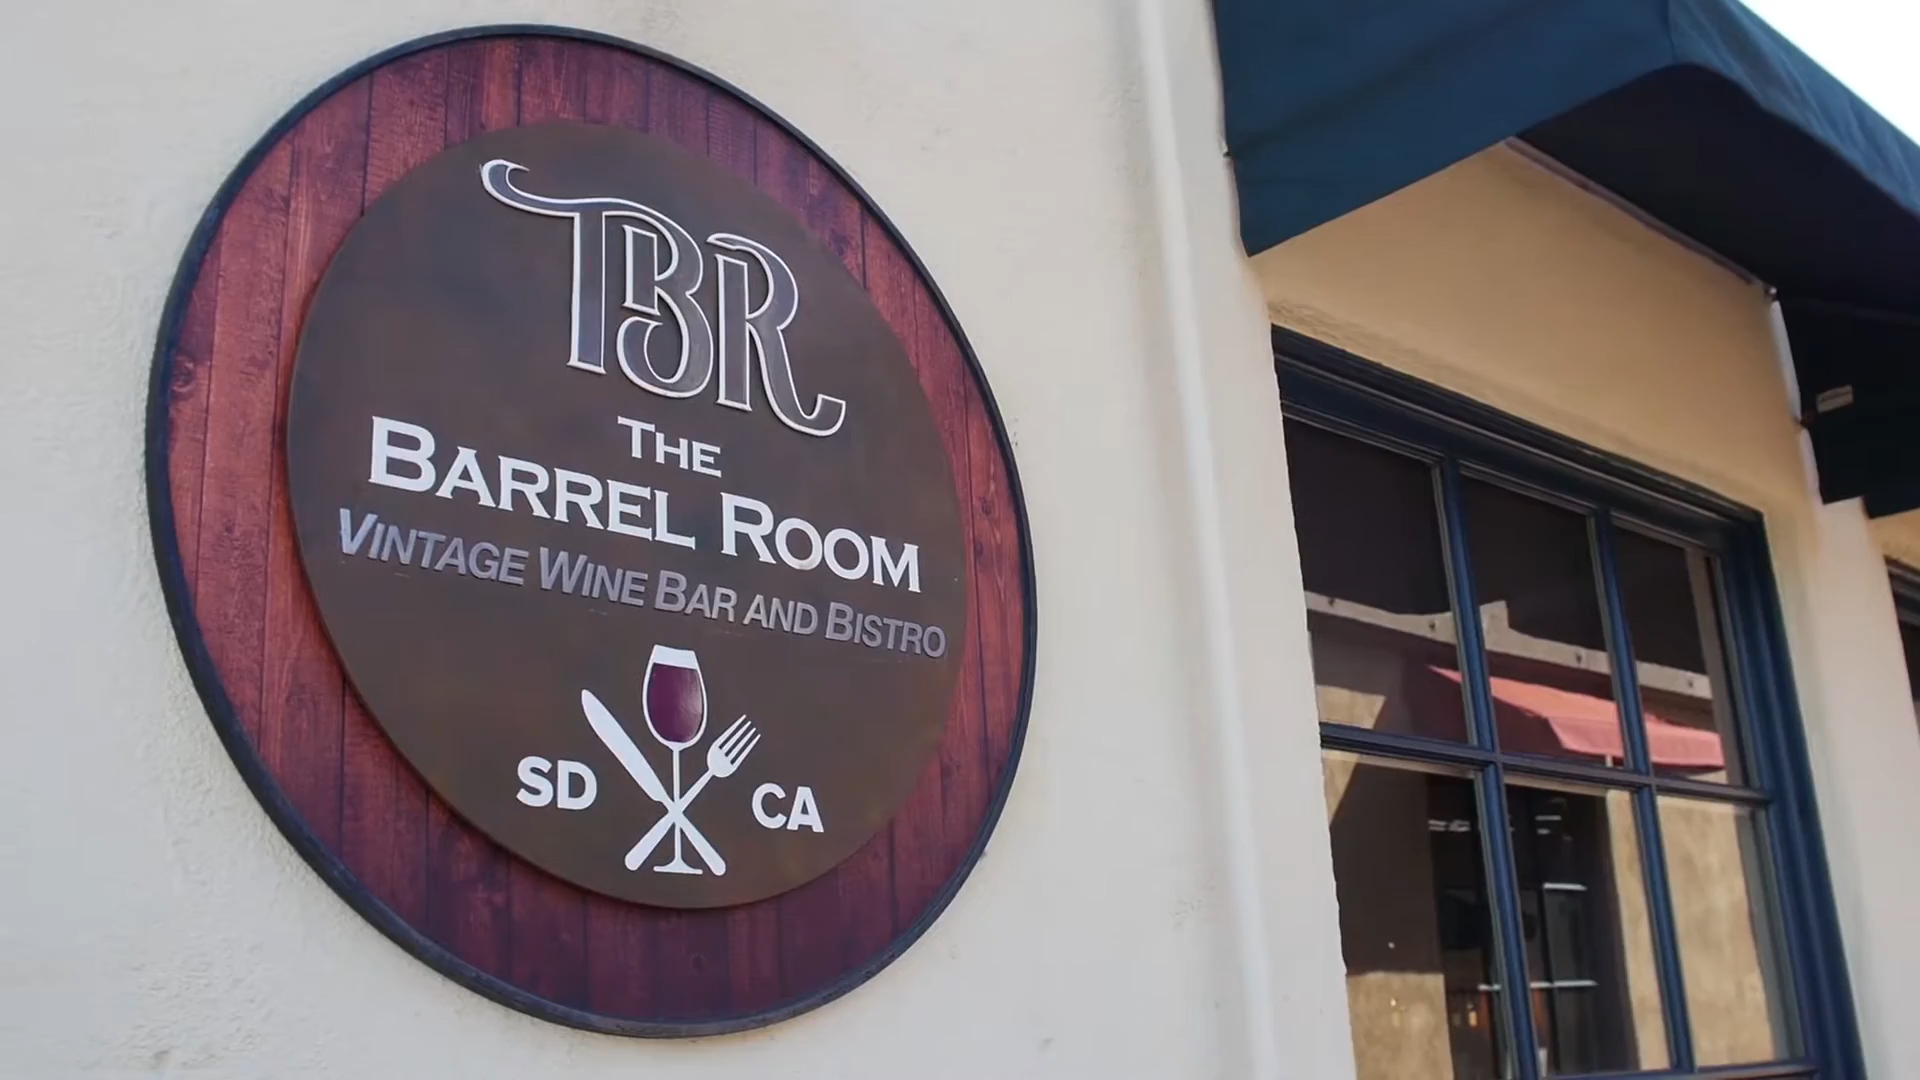 TBR
THE
BARREL ROOM
VINTAGE WINE BAR AND BISTRO
SD CA